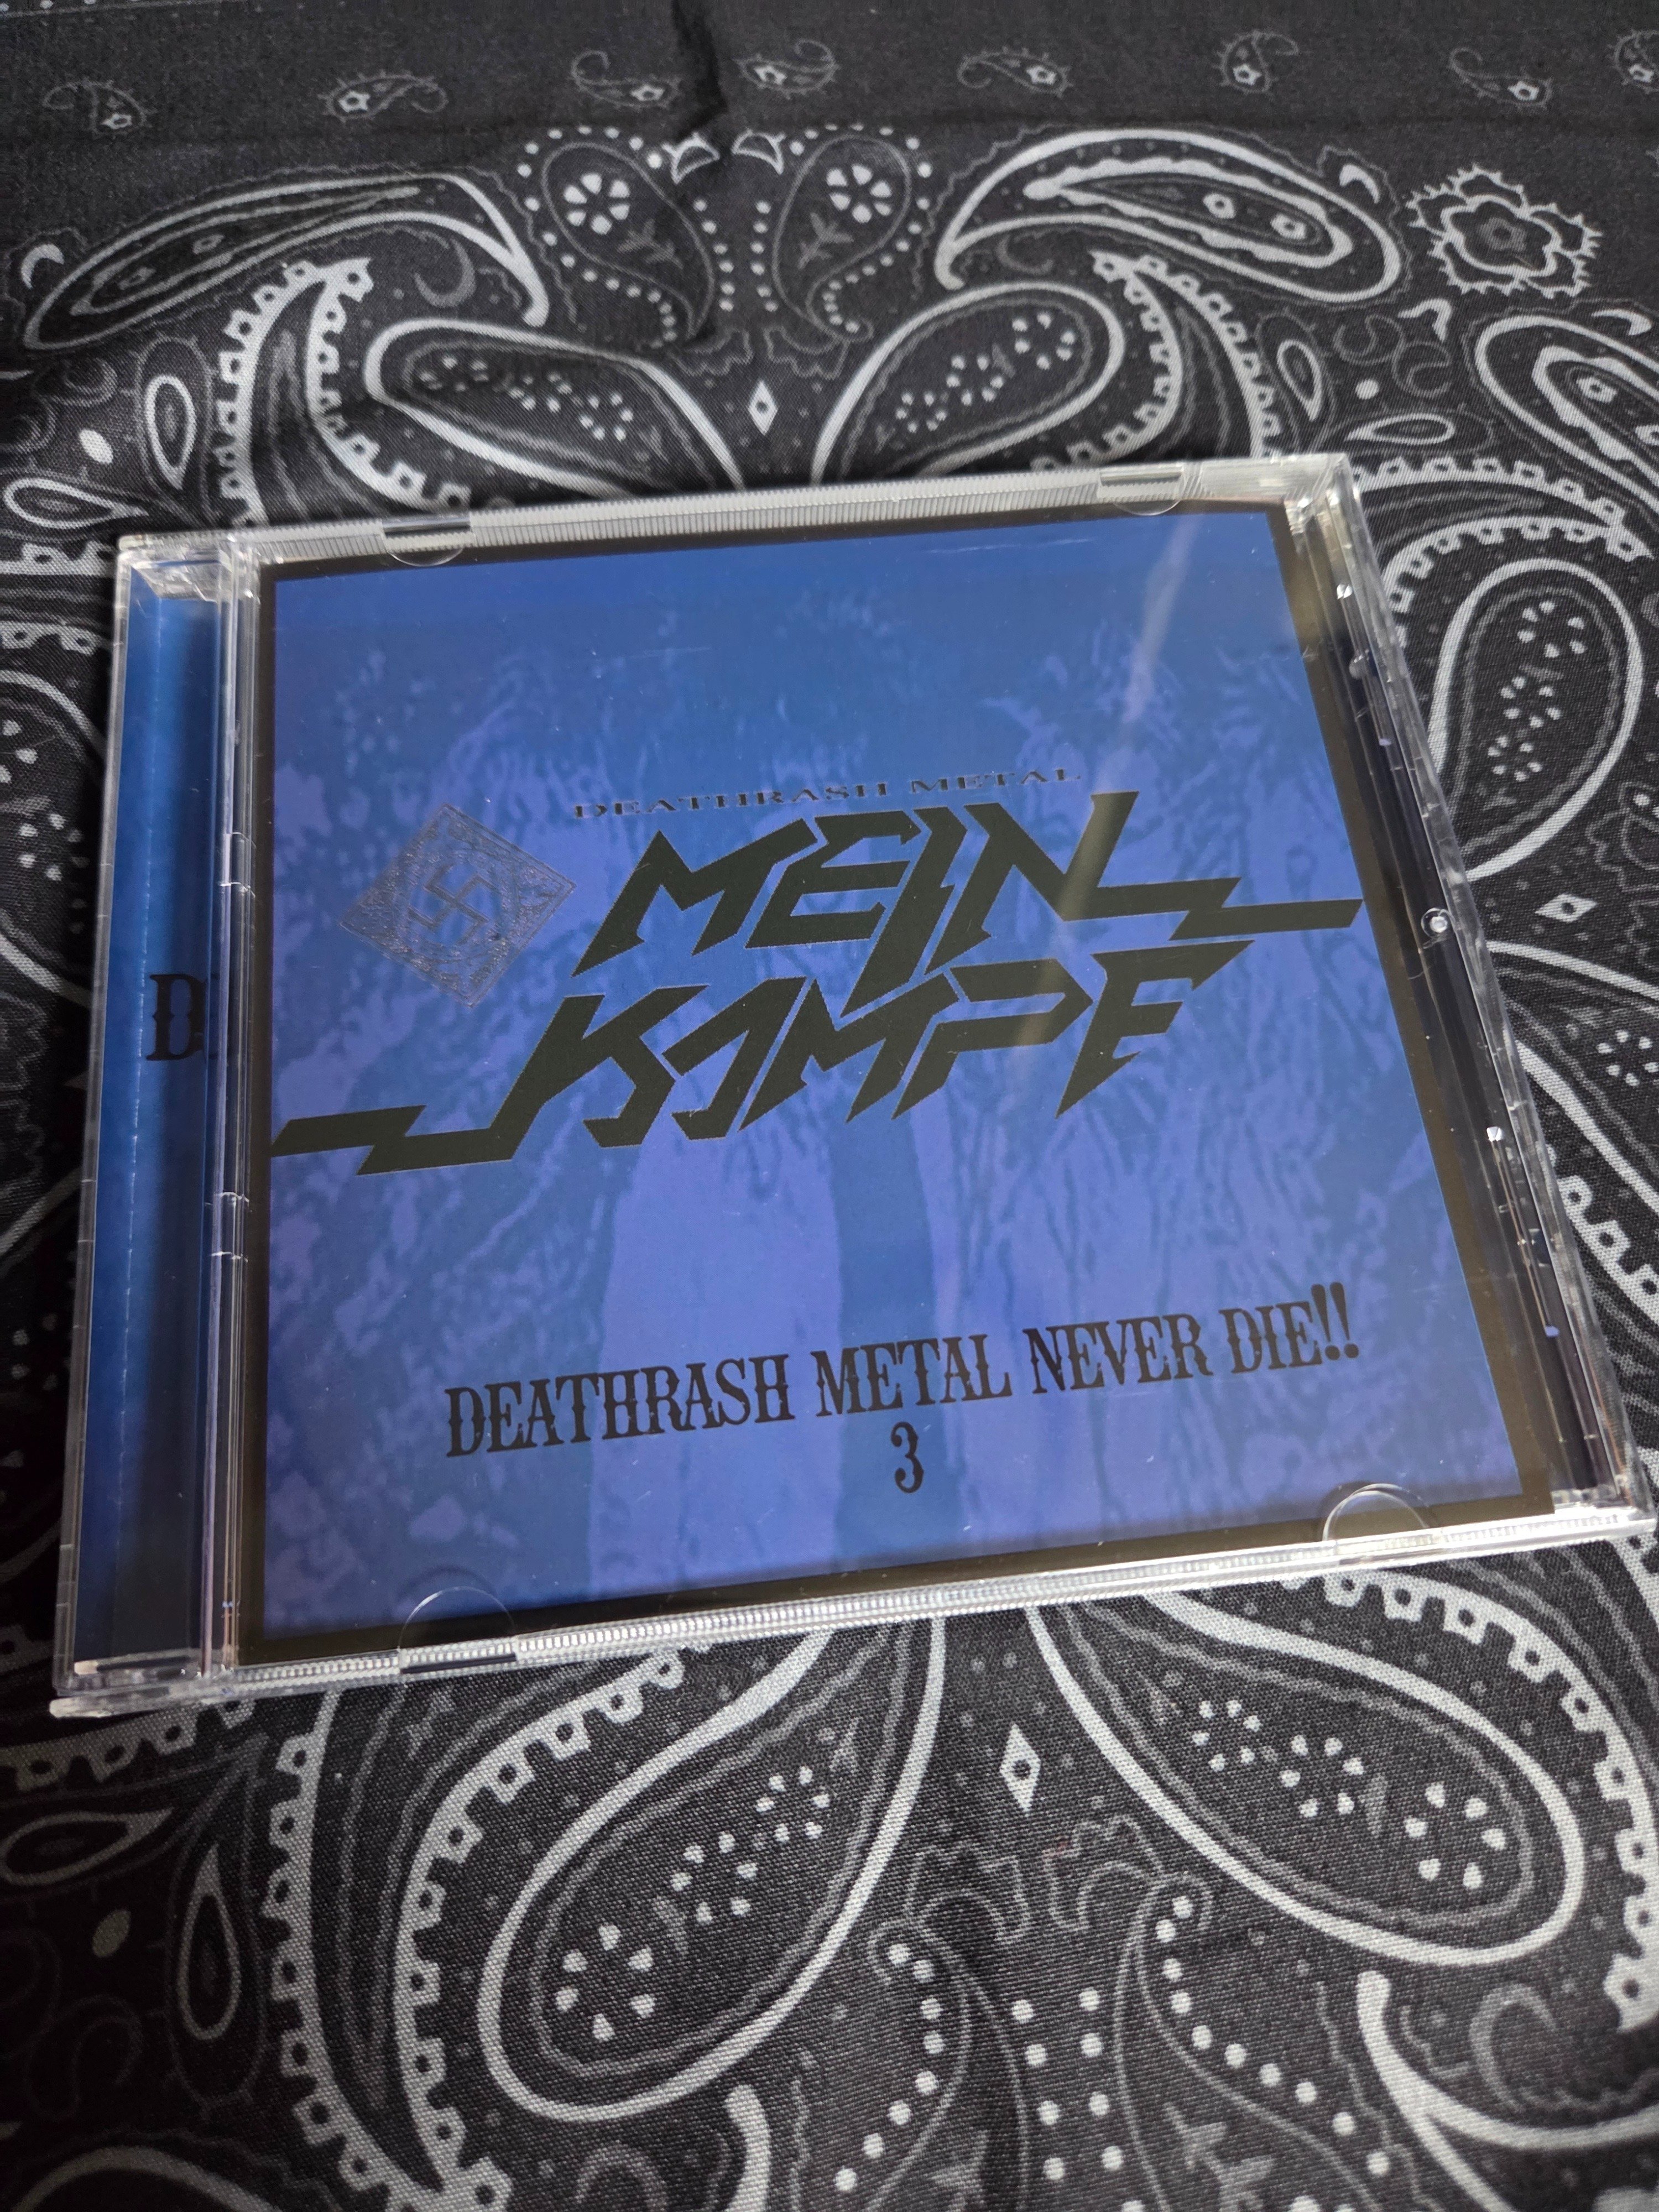 DEATHRASH METAL
MEIN
KAMPF
DEATHRASH METAL NEVER DIE!!
3
D